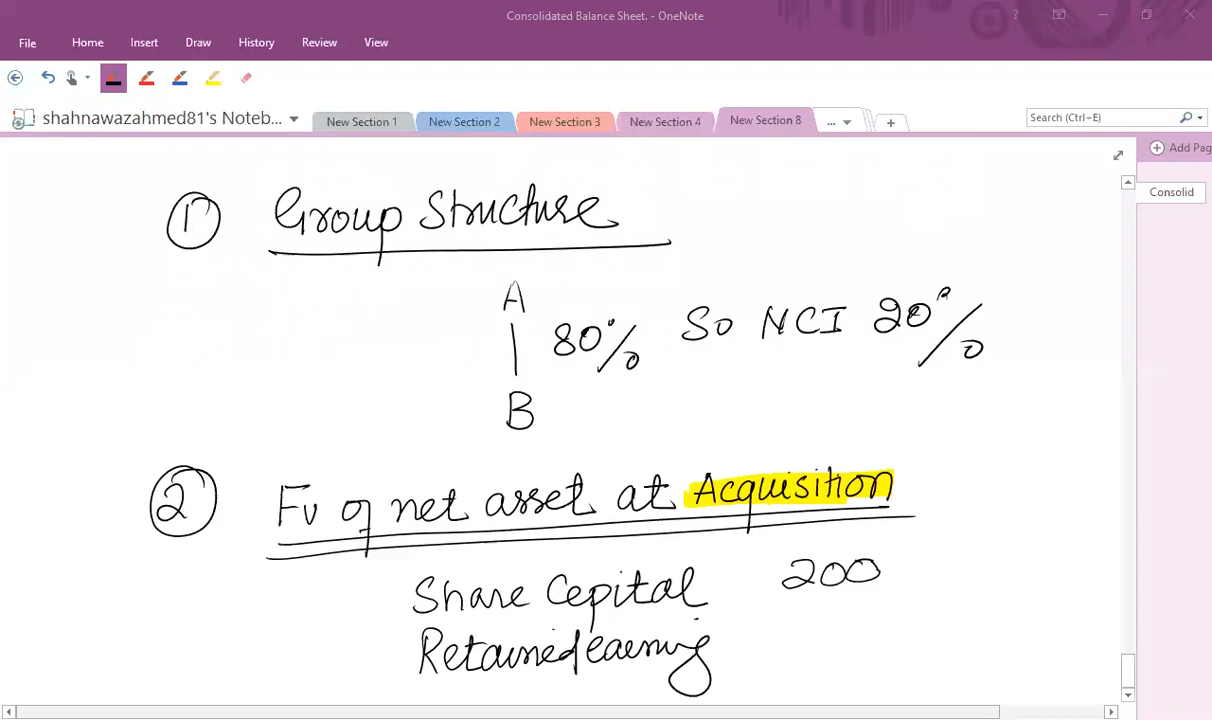 Consolidated Balance Sheet. - OneNote
File Home Insert Draw History Review View
shahnawazahmed81's Noteb... New Section 1 New Section 2 New Section 3 New Section 4 New Section 8 ... + Search (Ctrl+E)
Add Pag
Consolid
① Group Structure
A
80% So NCI 20%
B
② Fv of net asset at Acquisition
Share Cepital 200
Retained earning